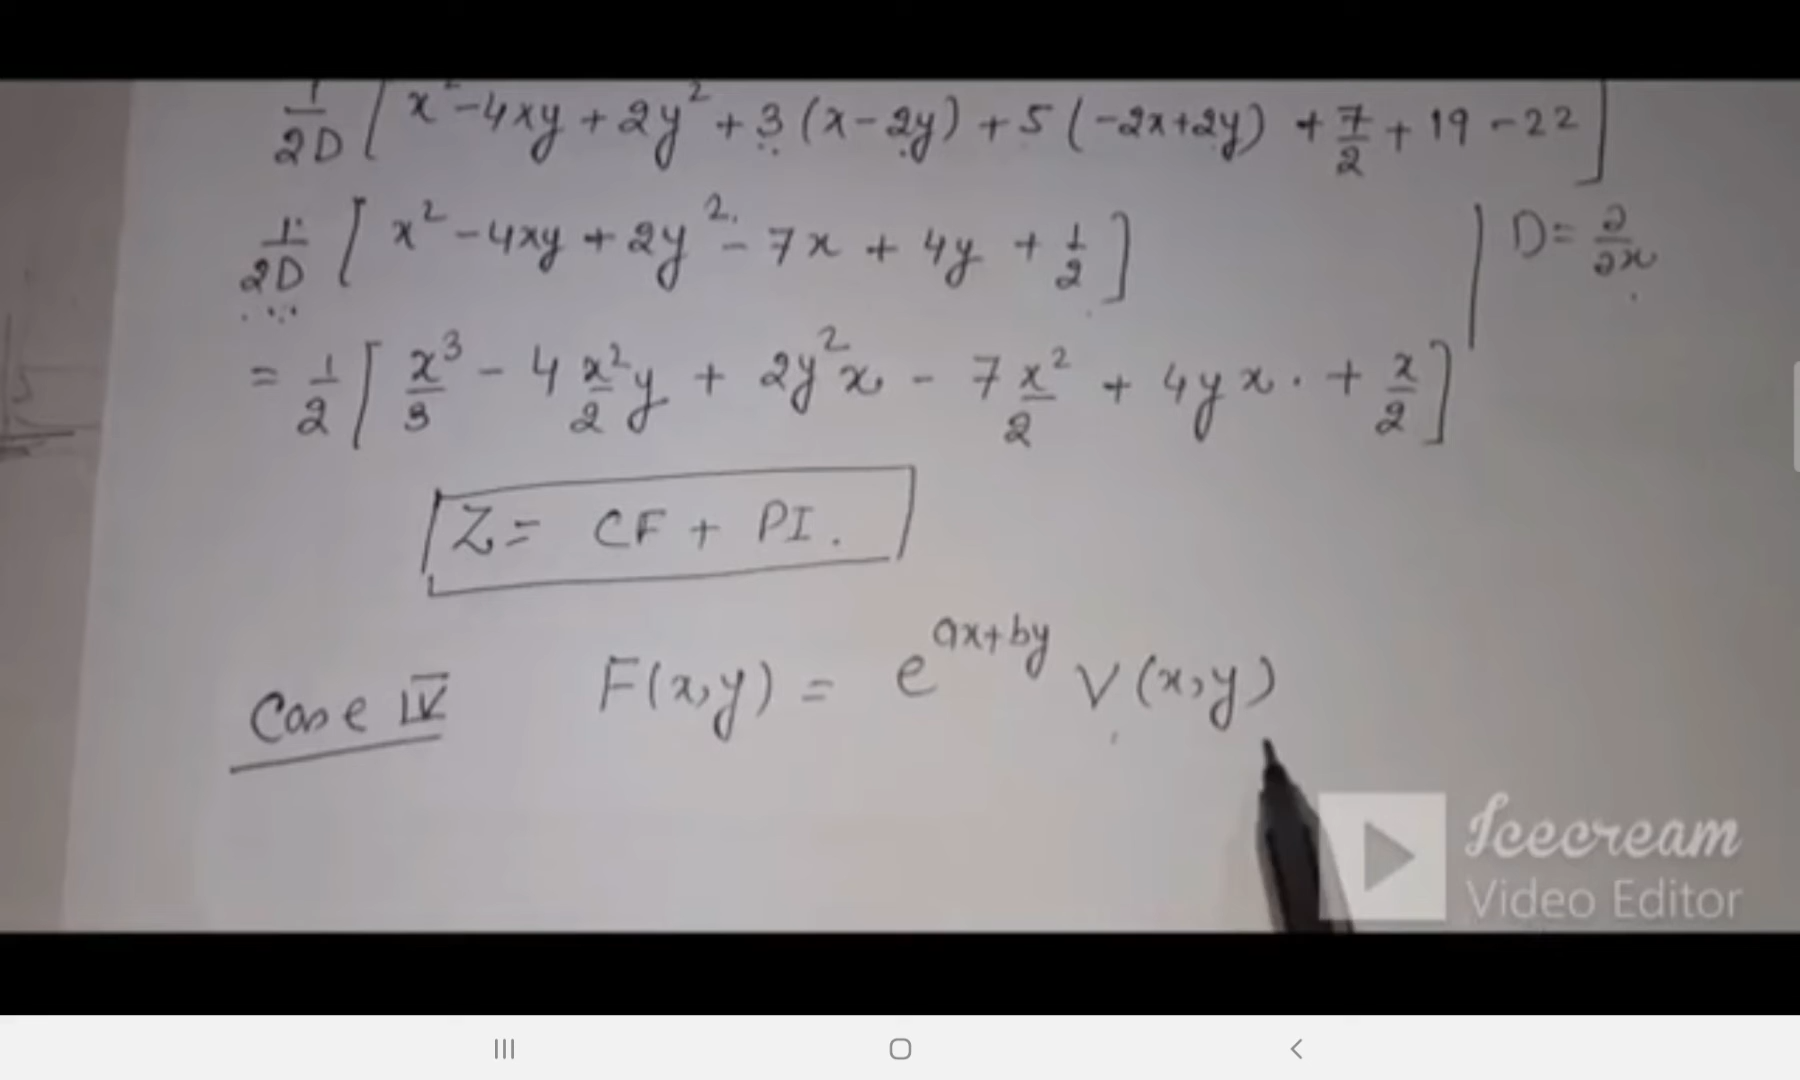 1/2D [ x² - 4xy + 2y² + 3(x - 2y) + 5(-2x + 2y) + 7/2 + 19 - 22 ]
1/2D [ x² - 4xy + 2y² - 7x + 4y + 1/2 ] | D = ∂/∂x
= 1/2 [ x³/3 - 4 x²/2 y + 2y²x - 7 x²/2 + 4yx + x/2 ]
Z = CF + PI.
Case IV F(x,y) = e^(ax+by) V(x,y)
Icecream
Video Editor